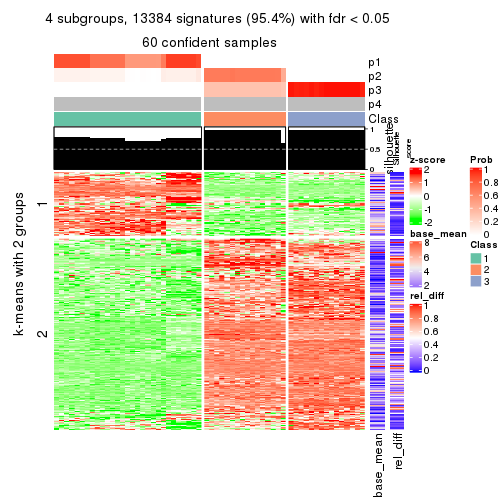 4 subgroups, 13384 signatures (95.4%) with fdr < 0.05
60 confident samples
p1
p2
p3
p4
Class
1
0.5
0
silhouette
Silhouette
score
k-means with 2 groups
1
2
base_mean
rel_diff
z-score
2
1
0
-1
-2
base_mean
8
6
4
2
rel_diff
1
0.8
0.6
0.4
0.2
0
Prob
1
0.8
0.6
0.4
0.2
0
Class
1
2
3